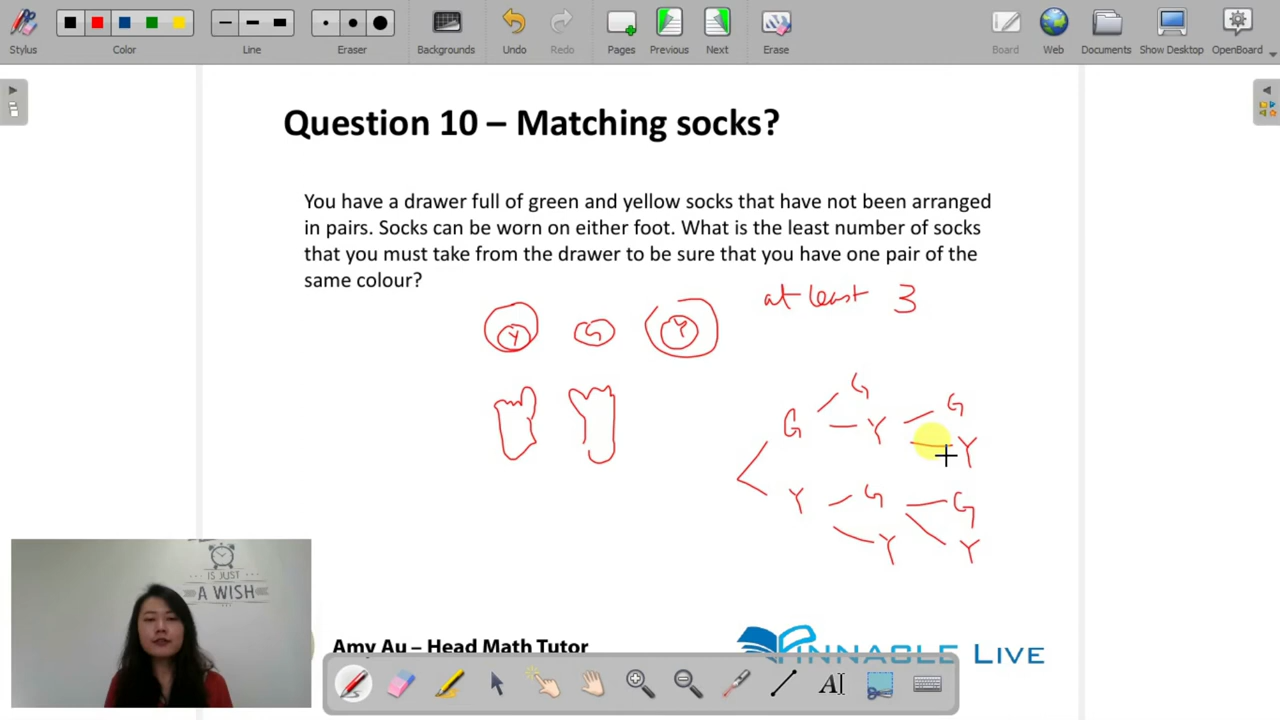 Stylus Color Line Eraser Backgrounds Undo Redo Pages Previous Next Erase Board Web Documents Show Desktop OpenBoard
Question 10 – Matching socks?
You have a drawer full of green and yellow socks that have not been arranged
in pairs. Socks can be worn on either foot. What is the least number of socks
that you must take from the drawer to be sure that you have one pair of the
same colour?
at least 3
Y G Y
G
G
G Y
Y
Y G G
Y Y
IS JUST
A WISH
Amy Au – Head Math Tutor
PINNACLE LIVE
AI